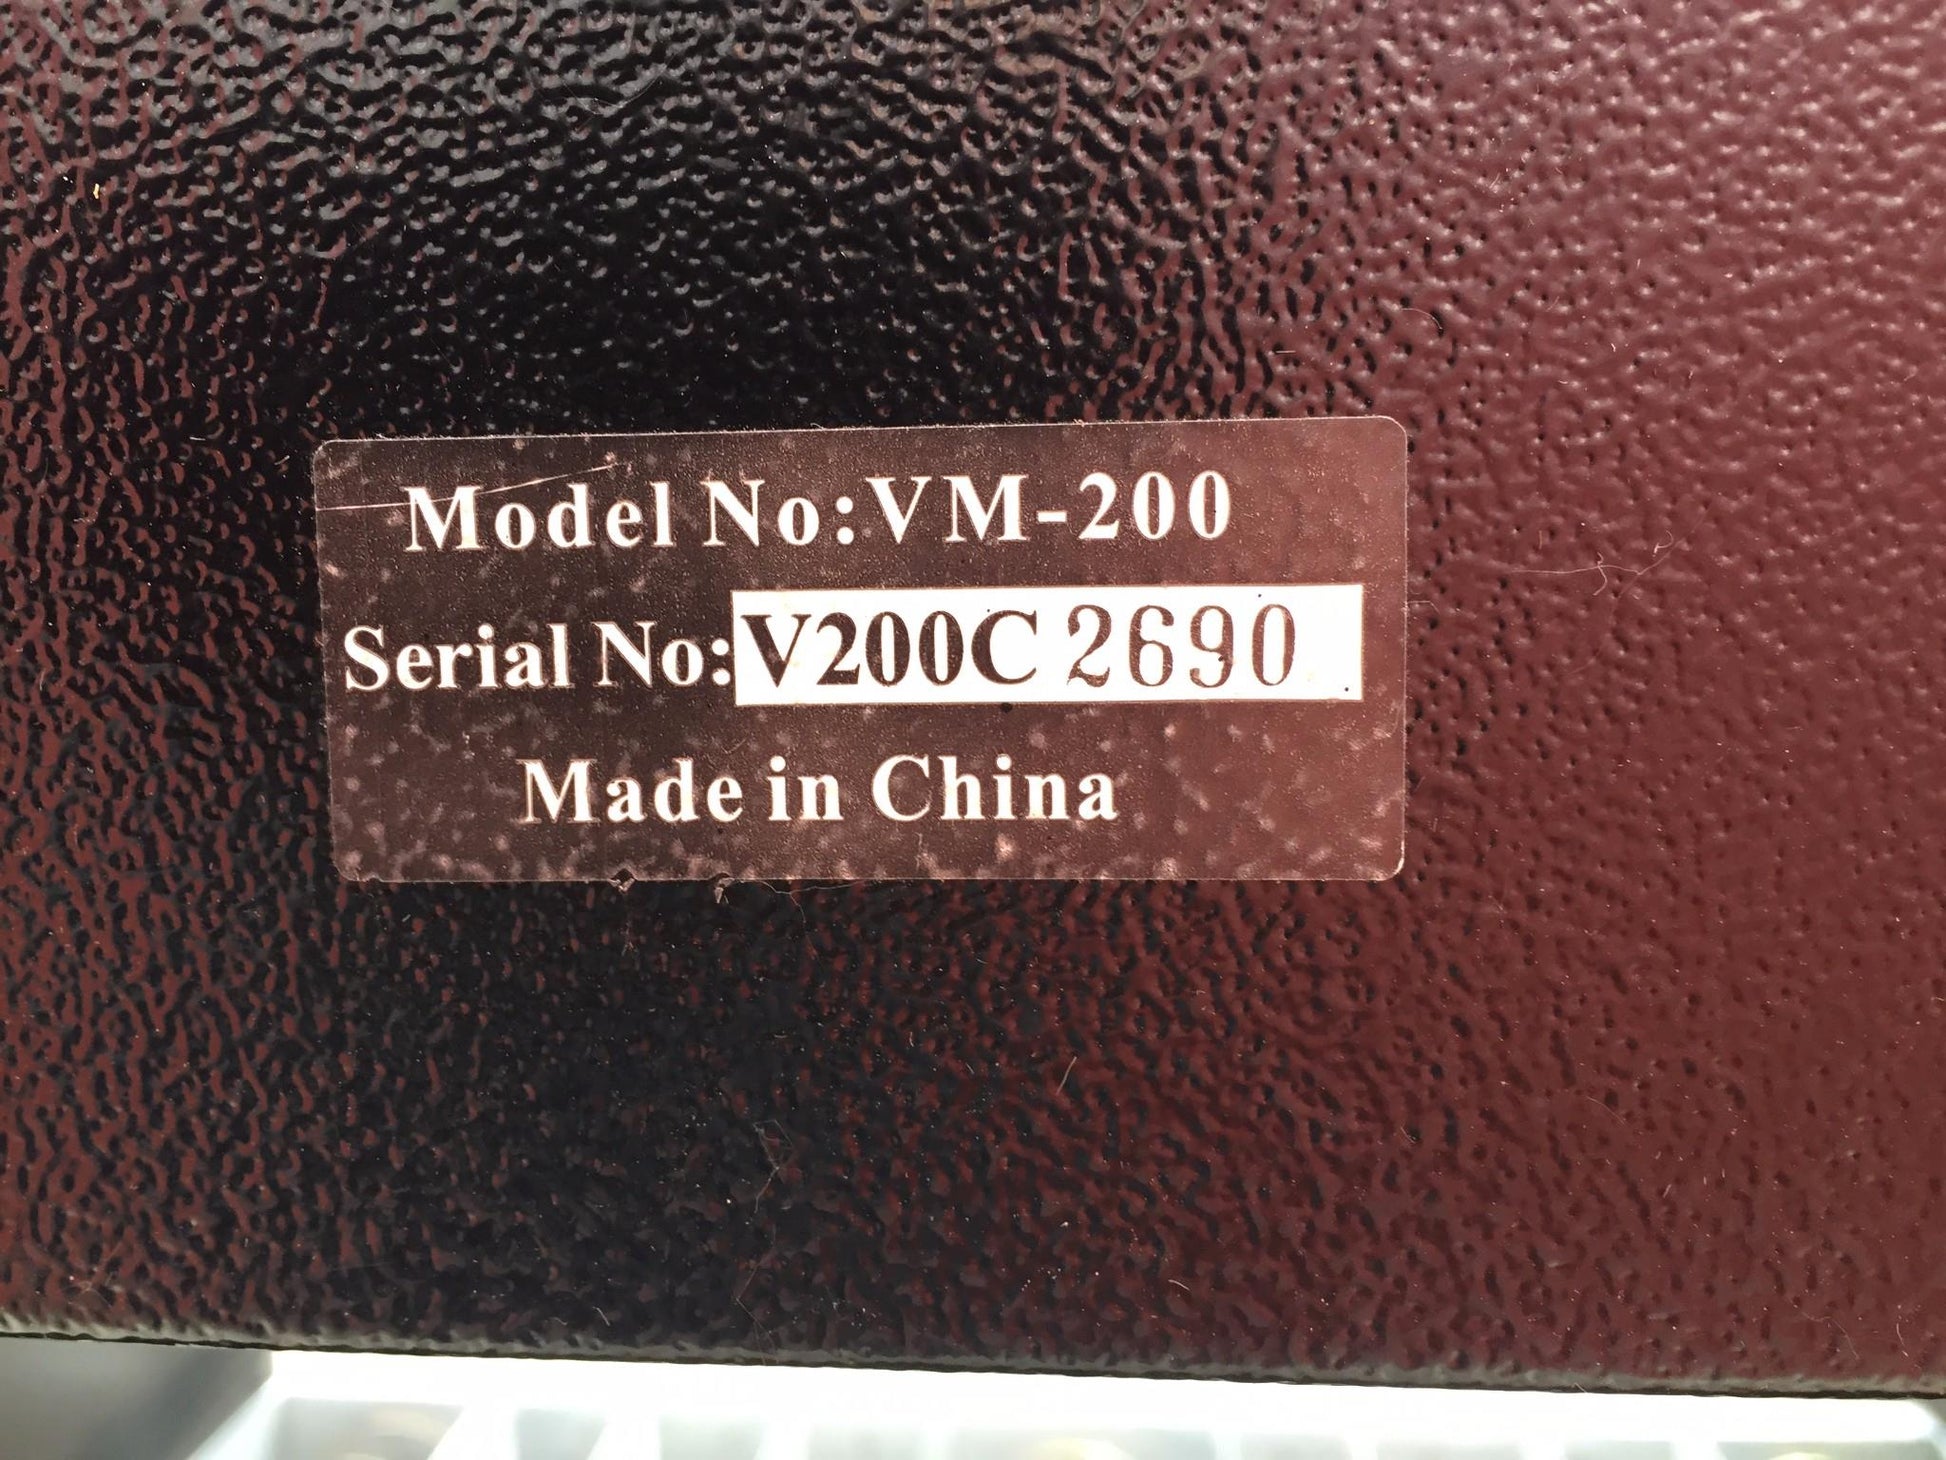 Model No:VM-200
Serial No:V200C 2690
Made in China